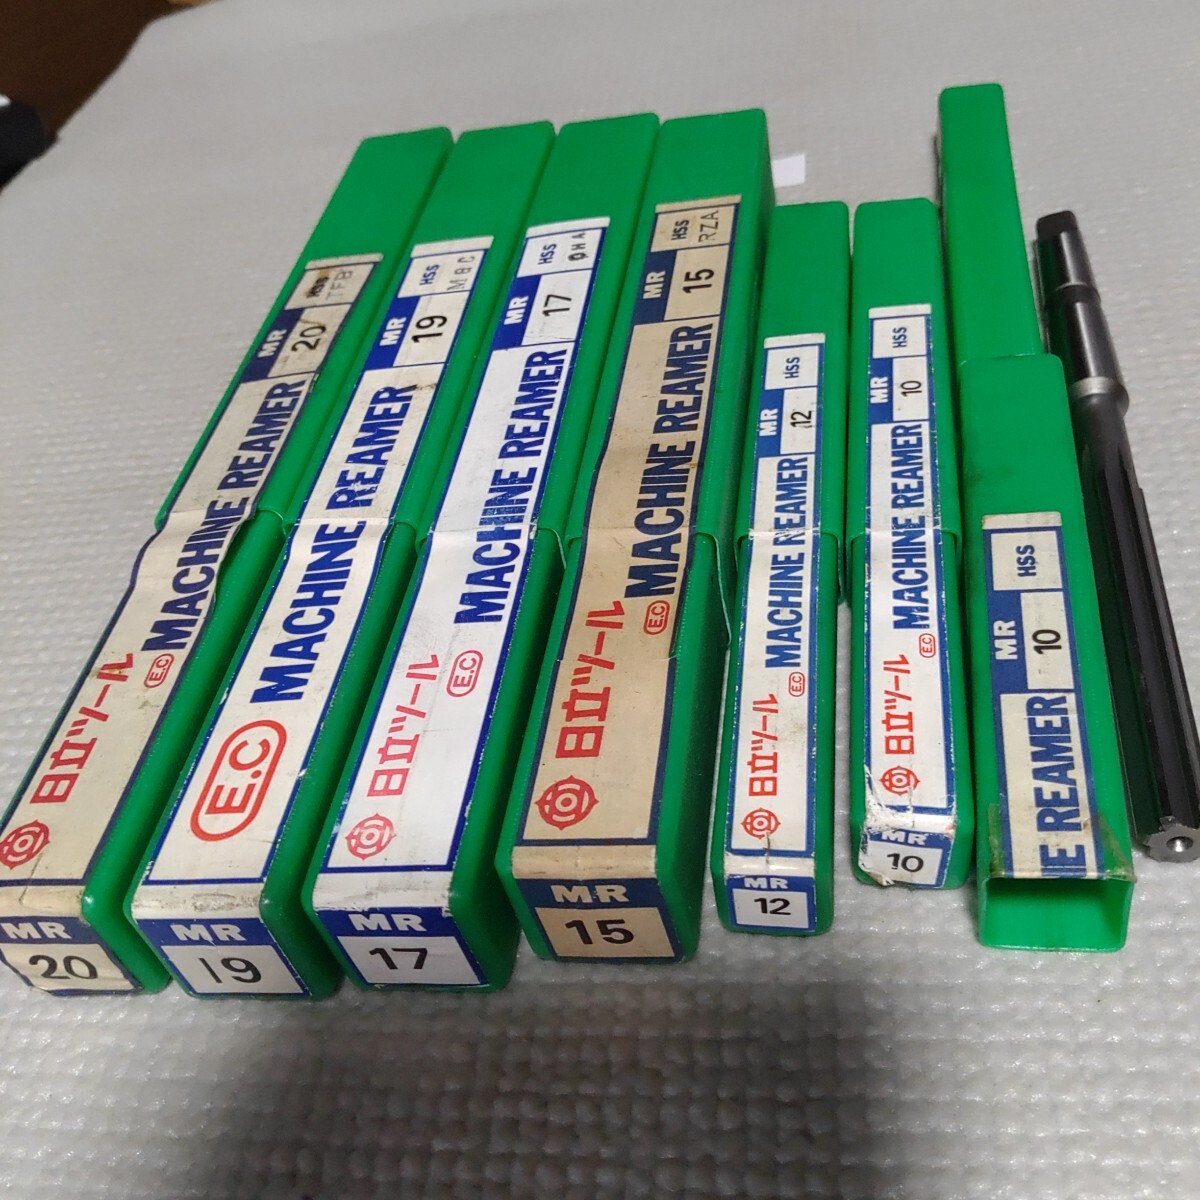 日立ツール
E.C
MACHINE REAMER
MR
20
HSS
TFB
MR
20
E.C
MACHINE REAMER
MR
19
HSS
MR
19
日立ツール
E.C
MACHINE REAMER
MR
17
HSS
MR
17
日立ツール
E.C
MACHINE REAMER
MR
15
HSS
RZA
MR
15
日立ツール
E.C
MACHINE REAMER
MR
12
HSS
MR
12
日立ツール
E.C
MACHINE REAMER
MR
10
HSS
MR
10
REAMER
MR
10
HSS